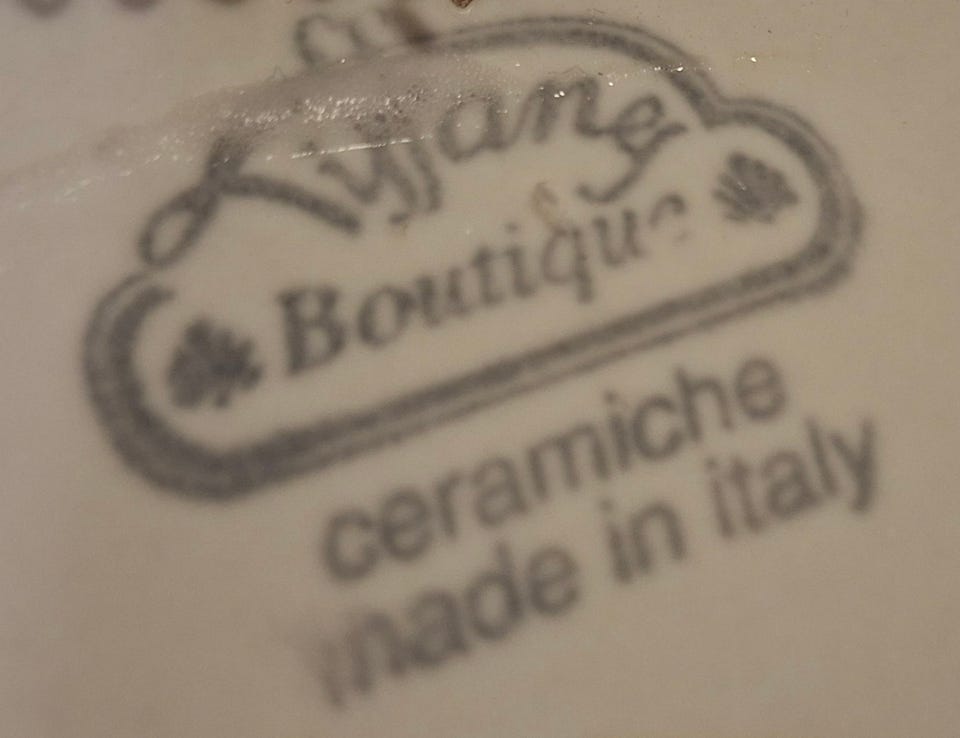 Boutique
ceramiche
made in italy